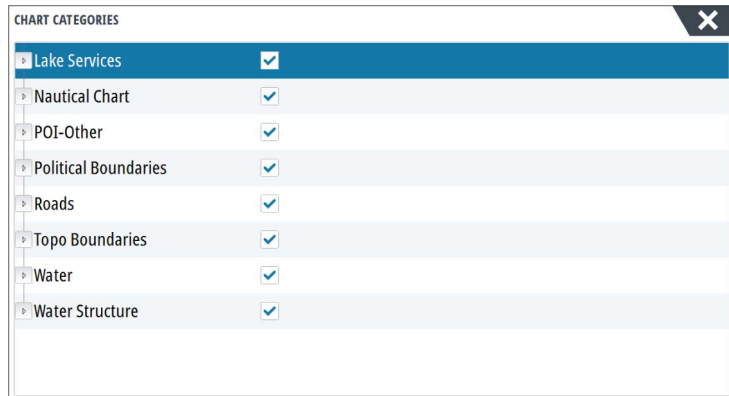 CHART CATEGORIES
Lake Services
Nautical Chart
POI-Other
Political Boundaries
Roads
Topo Boundaries
Water
Water Structure